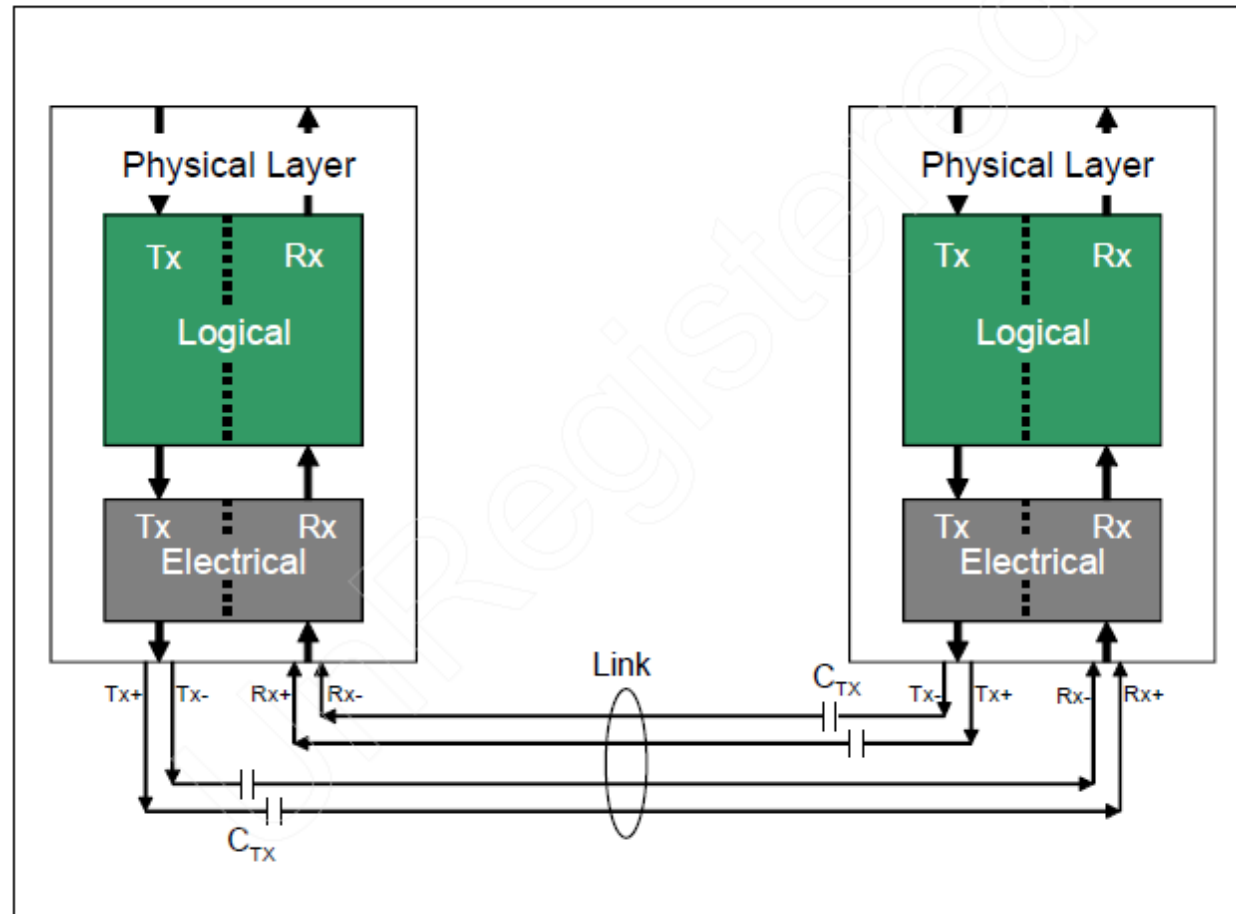 Physical Layer
Tx Rx
Logical
Tx Rx
Electrical
Tx+ Tx- Rx+ Rx-
Physical Layer
Tx Rx
Logical
Tx Rx
Electrical
Tx- Tx+ Rx- Rx+
Link
CTX
CTX
UnRegistered